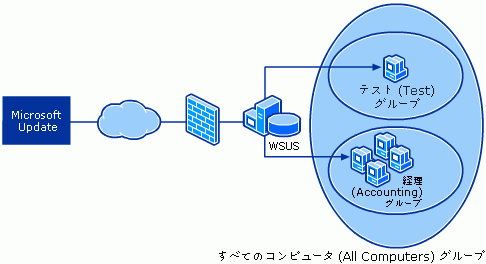 Microsoft
Update
WSUS
テスト (Test)
グループ
経理
(Accounting)
グループ
すべてのコンピュータ (All Computers) グループ